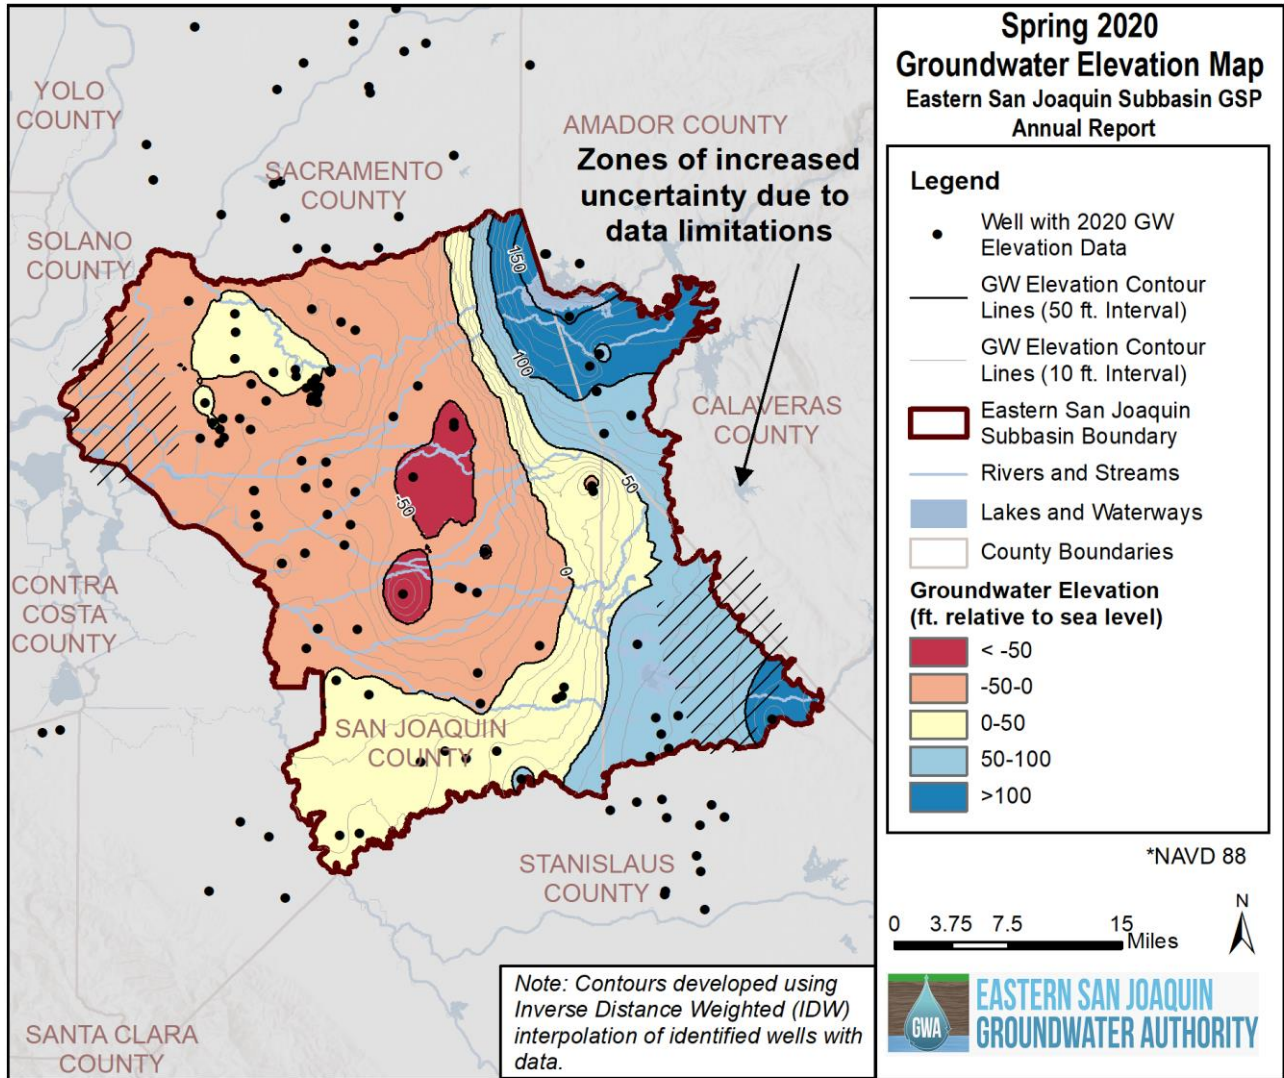 YOLO
COUNTY
AMADOR COUNTY
Zones of increased
uncertainty due to
data limitations
SACRAMENTO
COUNTY
SOLANO
COUNTY
150
100
CALAVERAS
COUNTY
50
-50
0
CONTRA
COSTA
COUNTY
SAN JOAQUIN
COUNTY
STANISLAUS
COUNTY
SANTA CLARA
COUNTY
Note: Contours developed using
Inverse Distance Weighted (IDW)
interpolation of identified wells with
data.
Spring 2020
Groundwater Elevation Map
Eastern San Joaquin Subbasin GSP
Annual Report
Legend
Well with 2020 GW
Elevation Data
GW Elevation Contour
Lines (50 ft. Interval)
GW Elevation Contour
Lines (10 ft. Interval)
Eastern San Joaquin
Subbasin Boundary
Rivers and Streams
Lakes and Waterways
County Boundaries
Groundwater Elevation
(ft. relative to sea level)
< -50
-50-0
0-50
50-100
>100
*NAVD 88
N
0 3.75 7.5 15
Miles
GWA
EASTERN SAN JOAQUIN
GROUNDWATER AUTHORITY